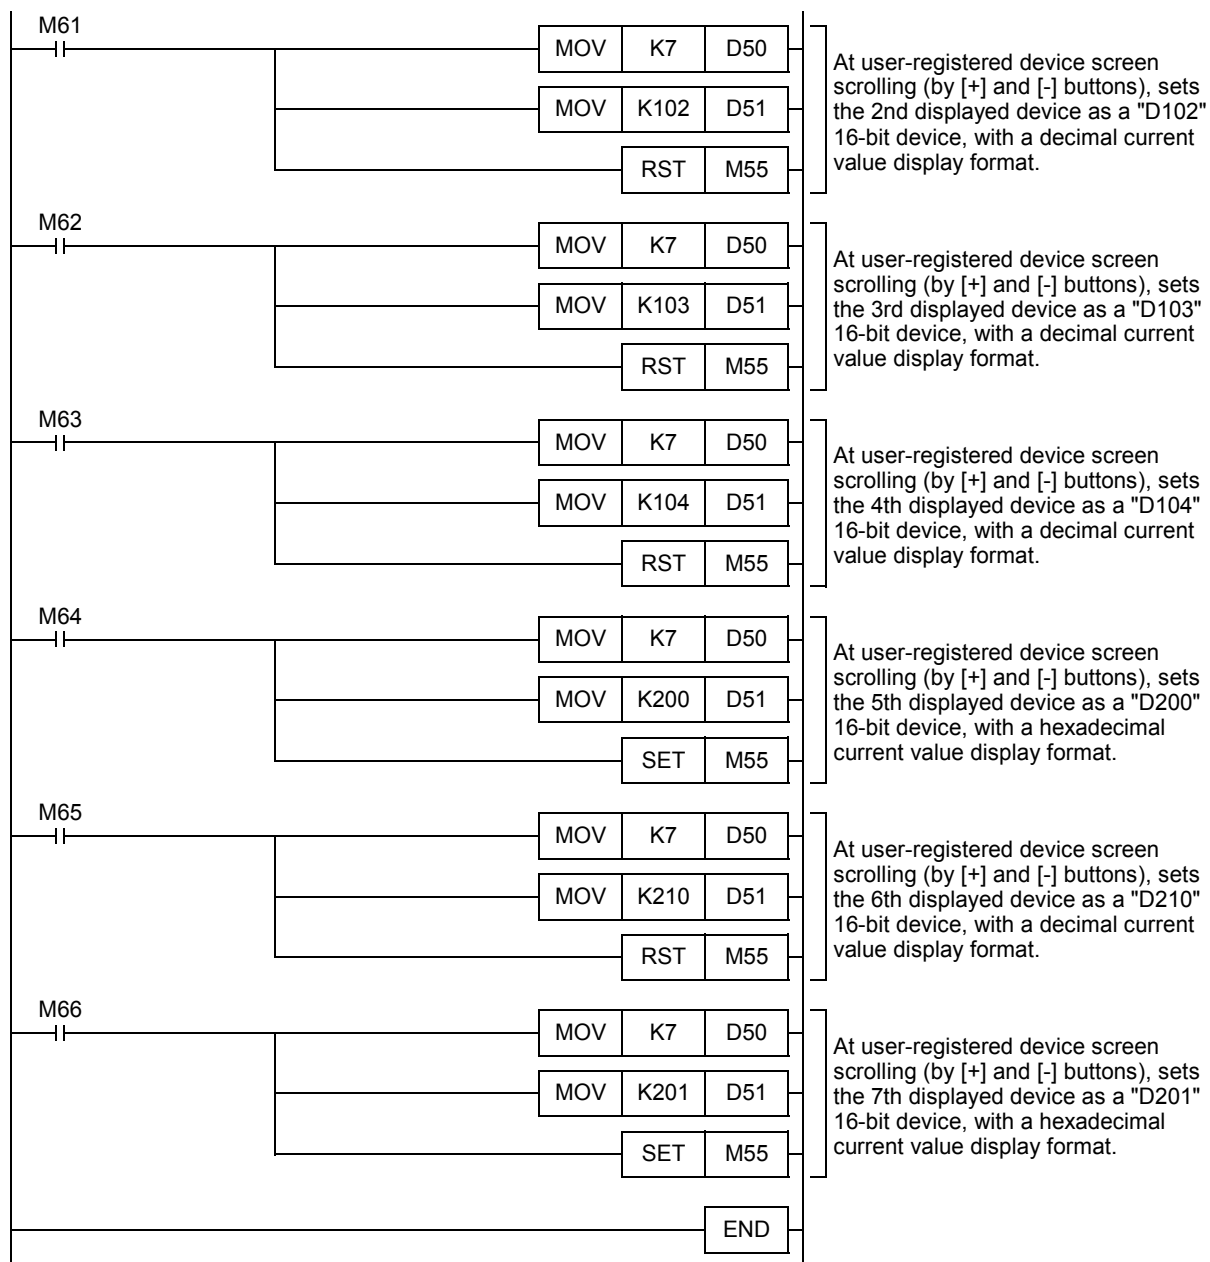 M61
MOV K7 D50
MOV K102 D51
RST M55
At user-registered device screen
scrolling (by [+] and [-] buttons), sets
the 2nd displayed device as a "D102"
16-bit device, with a decimal current
value display format.
M62
MOV K7 D50
MOV K103 D51
RST M55
At user-registered device screen
scrolling (by [+] and [-] buttons), sets
the 3rd displayed device as a "D103"
16-bit device, with a decimal current
value display format.
M63
MOV K7 D50
MOV K104 D51
RST M55
At user-registered device screen
scrolling (by [+] and [-] buttons), sets
the 4th displayed device as a "D104"
16-bit device, with a decimal current
value display format.
M64
MOV K7 D50
MOV K200 D51
SET M55
At user-registered device screen
scrolling (by [+] and [-] buttons), sets
the 5th displayed device as a "D200"
16-bit device, with a hexadecimal
current value display format.
M65
MOV K7 D50
MOV K210 D51
RST M55
At user-registered device screen
scrolling (by [+] and [-] buttons), sets
the 6th displayed device as a "D210"
16-bit device, with a decimal current
value display format.
M66
MOV K7 D50
MOV K201 D51
SET M55
At user-registered device screen
scrolling (by [+] and [-] buttons), sets
the 7th displayed device as a "D201"
16-bit device, with a hexadecimal
current value display format.
END